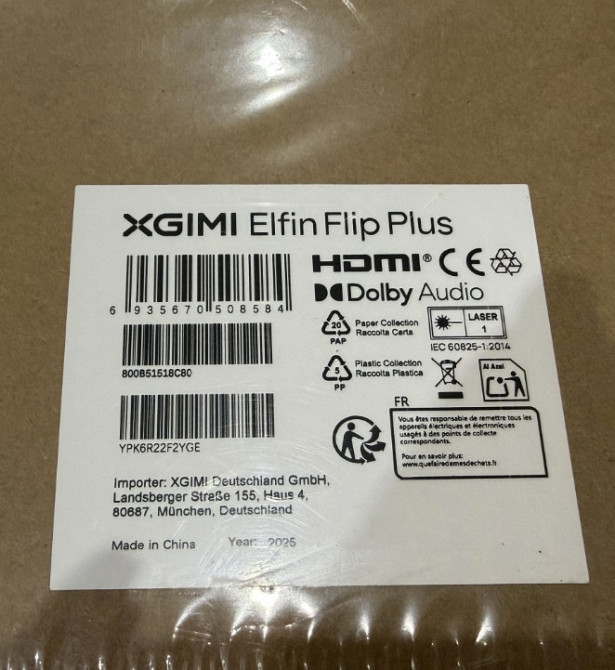 XGIMI Elfin Flip Plus
6 935670 508584
HDMI® CE
Dolby Audio
800B51518C80
20
PAP
Paper Collection
Raccolta Carta
LASER
1
IEC 60825-1:2014
5
PP
Plastic Collection
Raccolta Plastica
Al Azal
YPK6R22F2YGE
FR
Vous êtes responsable de remettre tous les
appareils électriques et électroniques
usagés à des points de collecte
correspondants.
Pour en savoir plus:
www.quefairedemesdechets.fr
Importer: XGIMI Deutschland GmbH,
Landsberger Straße 155, Haus 4,
80687, München, Deutschland
Made in China Year: 2025